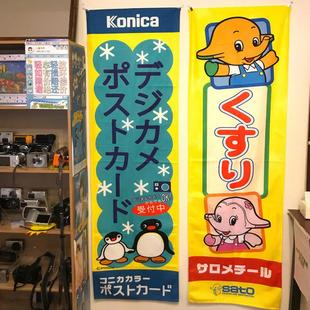 Konica
デジカメ
ポストカード
受付中
コニカカラー
ポストカード
くすり
サロメチール
sato